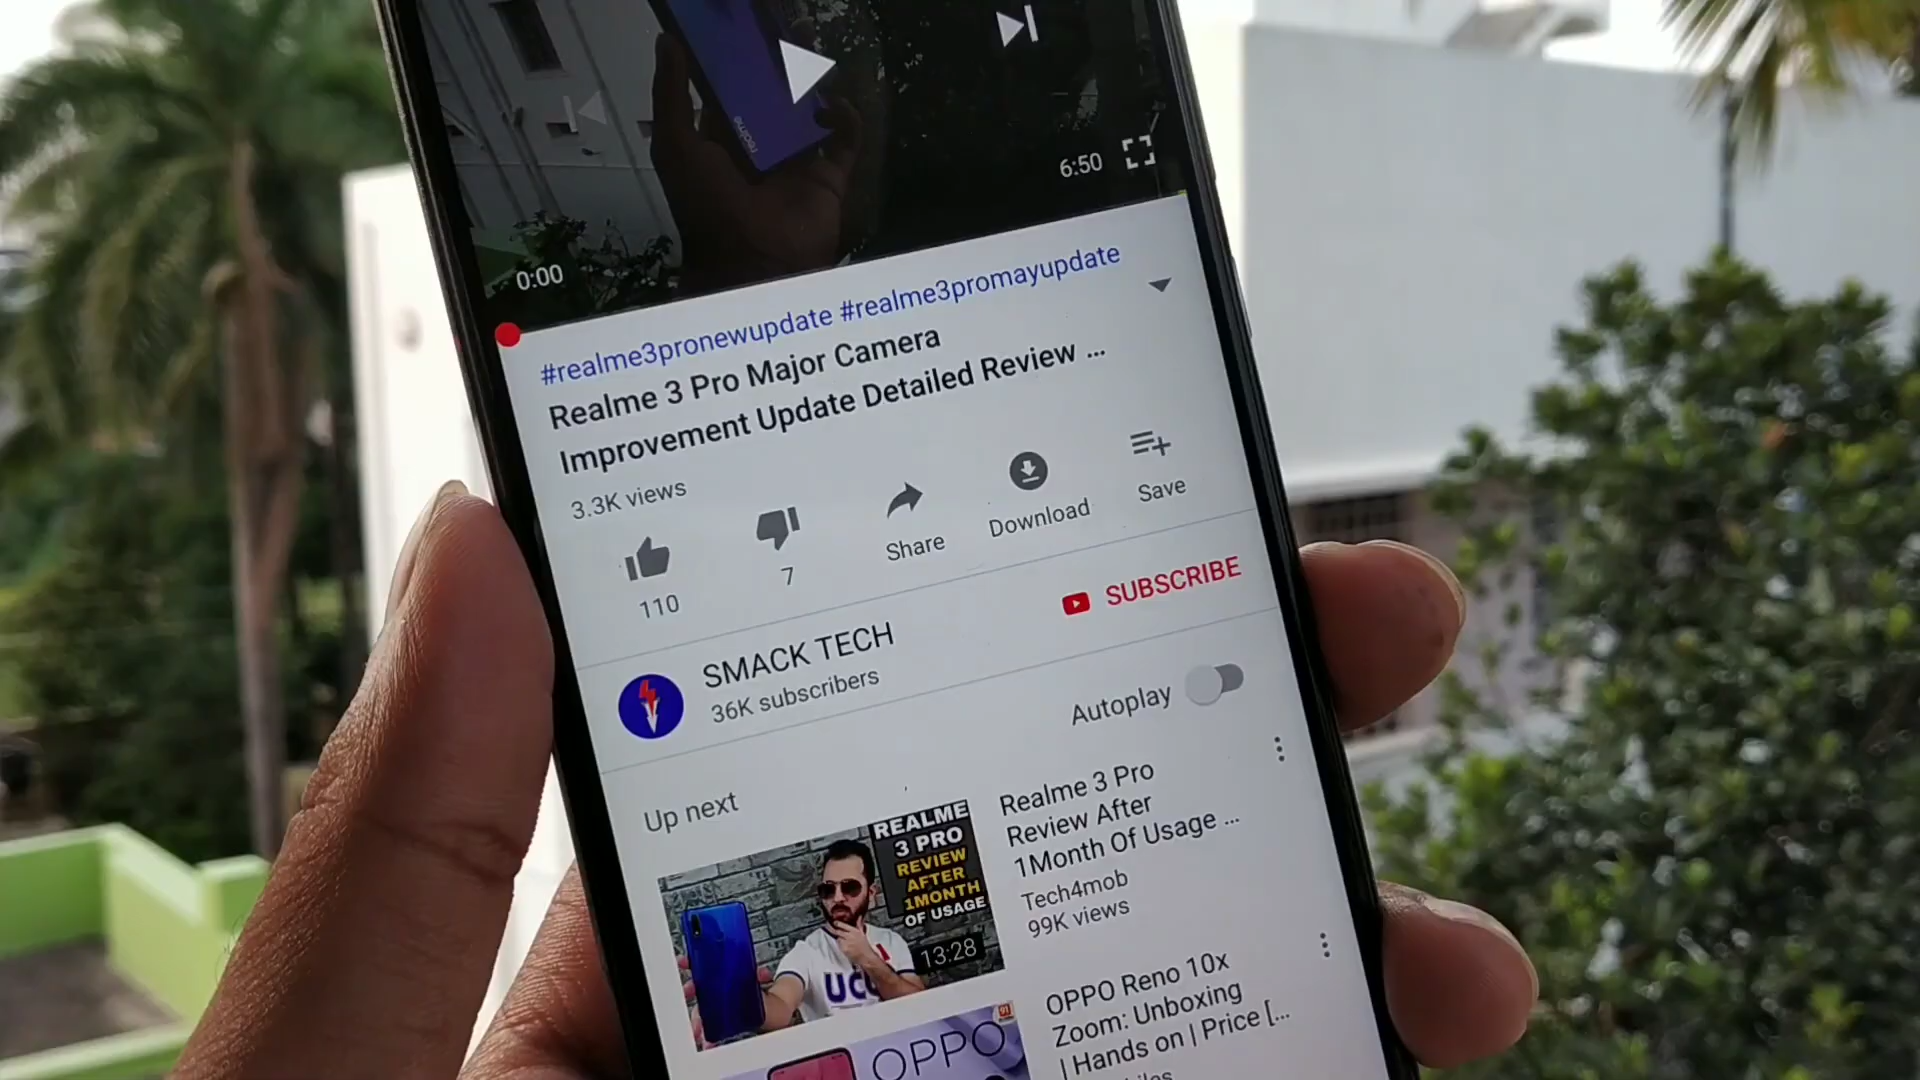 realme
6:50
0:00
#realme3pronewupdate #realme3promayupdate
Realme 3 Pro Major Camera
Improvement Update Detailed Review ...
3.3K views
110
7
Share
Download
Save
SMACK TECH
36K subscribers
SUBSCRIBE
Autoplay
Up next
REALME
3 PRO
REVIEW
AFTER
1MONTH
OF USAGE
13:28
Realme 3 Pro
Review After
1Month Of Usage ...
Tech4mob
99K views
OPPO
91
OPPO Reno 10x
Zoom: Unboxing
| Hands on | Price [...